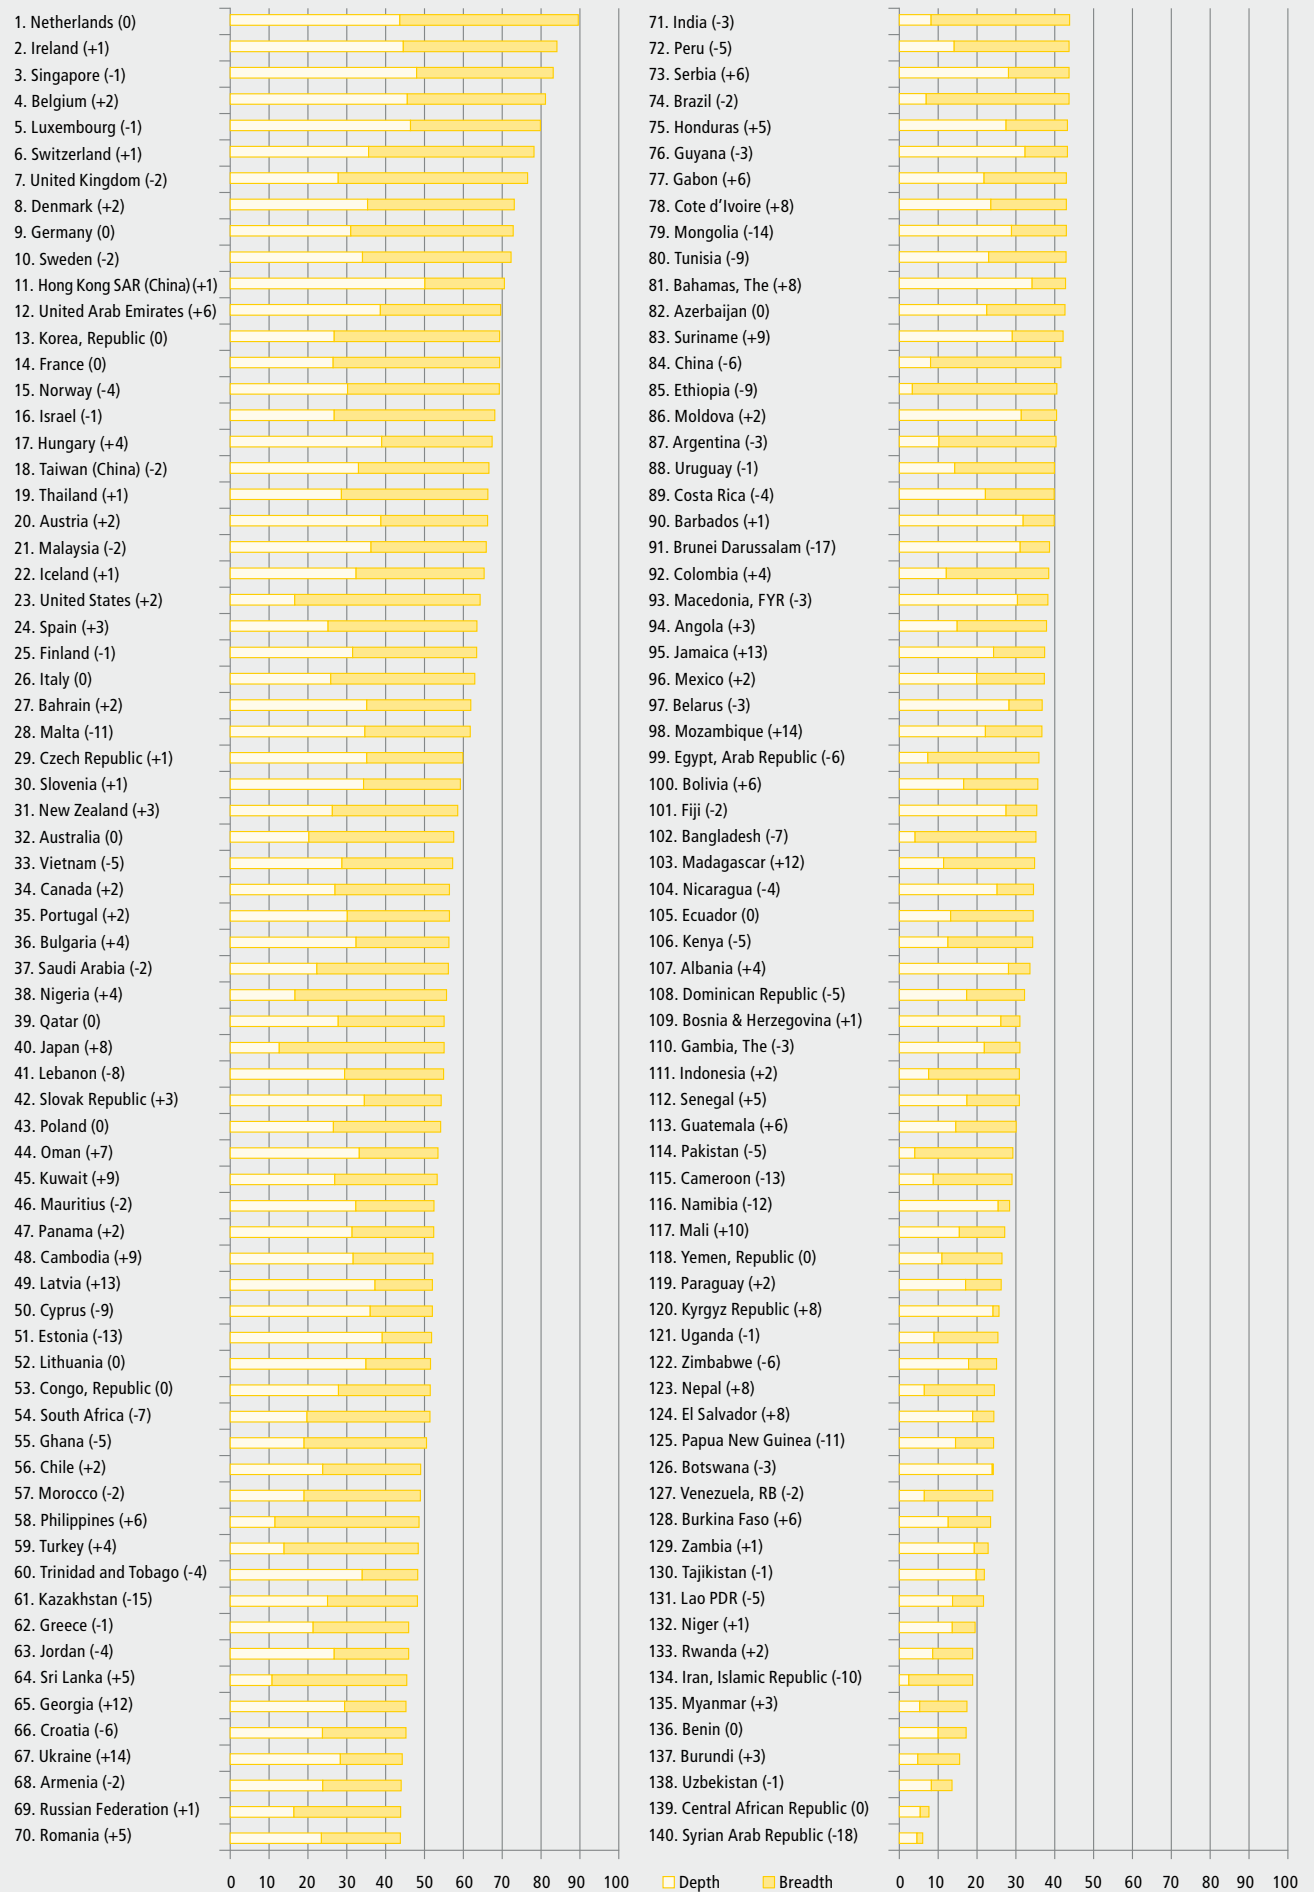 1. Netherlands (0)
2. Ireland (+1)
3. Singapore (-1)
4. Belgium (+2)
5. Luxembourg (-1)
6. Switzerland (+1)
7. United Kingdom (-2)
8. Denmark (+2)
9. Germany (0)
10. Sweden (-2)
11. Hong Kong SAR (China) (+1)
12. United Arab Emirates (+6)
13. Korea, Republic (0)
14. France (0)
15. Norway (-4)
16. Israel (-1)
17. Hungary (+4)
18. Taiwan (China) (-2)
19. Thailand (+1)
20. Austria (+2)
21. Malaysia (-2)
22. Iceland (+1)
23. United States (+2)
24. Spain (+3)
25. Finland (-1)
26. Italy (0)
27. Bahrain (+2)
28. Malta (-11)
29. Czech Republic (+1)
30. Slovenia (+1)
31. New Zealand (+3)
32. Australia (0)
33. Vietnam (-5)
34. Canada (+2)
35. Portugal (+2)
36. Bulgaria (+4)
37. Saudi Arabia (-2)
38. Nigeria (+4)
39. Qatar (0)
40. Japan (+8)
41. Lebanon (-8)
42. Slovak Republic (+3)
43. Poland (0)
44. Oman (+7)
45. Kuwait (+9)
46. Mauritius (-2)
47. Panama (+2)
48. Cambodia (+9)
49. Latvia (+13)
50. Cyprus (-9)
51. Estonia (-13)
52. Lithuania (0)
53. Congo, Republic (0)
54. South Africa (-7)
55. Ghana (-5)
56. Chile (+2)
57. Morocco (-2)
58. Philippines (+6)
59. Turkey (+4)
60. Trinidad and Tobago (-4)
61. Kazakhstan (-15)
62. Greece (-1)
63. Jordan (-4)
64. Sri Lanka (+5)
65. Georgia (+12)
66. Croatia (-6)
67. Ukraine (+14)
68. Armenia (-2)
69. Russian Federation (+1)
70. Romania (+5)
0 10 20 30 40 50 60 70 80 90 100
71. India (-3)
72. Peru (-5)
73. Serbia (+6)
74. Brazil (-2)
75. Honduras (+5)
76. Guyana (-3)
77. Gabon (+6)
78. Cote d’Ivoire (+8)
79. Mongolia (-14)
80. Tunisia (-9)
81. Bahamas, The (+8)
82. Azerbaijan (0)
83. Suriname (+9)
84. China (-6)
85. Ethiopia (-9)
86. Moldova (+2)
87. Argentina (-3)
88. Uruguay (-1)
89. Costa Rica (-4)
90. Barbados (+1)
91. Brunei Darussalam (-17)
92. Colombia (+4)
93. Macedonia, FYR (-3)
94. Angola (+3)
95. Jamaica (+13)
96. Mexico (+2)
97. Belarus (-3)
98. Mozambique (+14)
99. Egypt, Arab Republic (-6)
100. Bolivia (+6)
101. Fiji (-2)
102. Bangladesh (-7)
103. Madagascar (+12)
104. Nicaragua (-4)
105. Ecuador (0)
106. Kenya (-5)
107. Albania (+4)
108. Dominican Republic (-5)
109. Bosnia & Herzegovina (+1)
110. Gambia, The (-3)
111. Indonesia (+2)
112. Senegal (+5)
113. Guatemala (+6)
114. Pakistan (-5)
115. Cameroon (-13)
116. Namibia (-12)
117. Mali (+10)
118. Yemen, Republic (0)
119. Paraguay (+2)
120. Kyrgyz Republic (+8)
121. Uganda (-1)
122. Zimbabwe (-6)
123. Nepal (+8)
124. El Salvador (+8)
125. Papua New Guinea (-11)
126. Botswana (-3)
127. Venezuela, RB (-2)
128. Burkina Faso (+6)
129. Zambia (+1)
130. Tajikistan (-1)
131. Lao PDR (-5)
132. Niger (+1)
133. Rwanda (+2)
134. Iran, Islamic Republic (-10)
135. Myanmar (+3)
136. Benin (0)
137. Burundi (+3)
138. Uzbekistan (-1)
139. Central African Republic (0)
140. Syrian Arab Republic (-18)
Depth Breadth
0 10 20 30 40 50 60 70 80 90 100